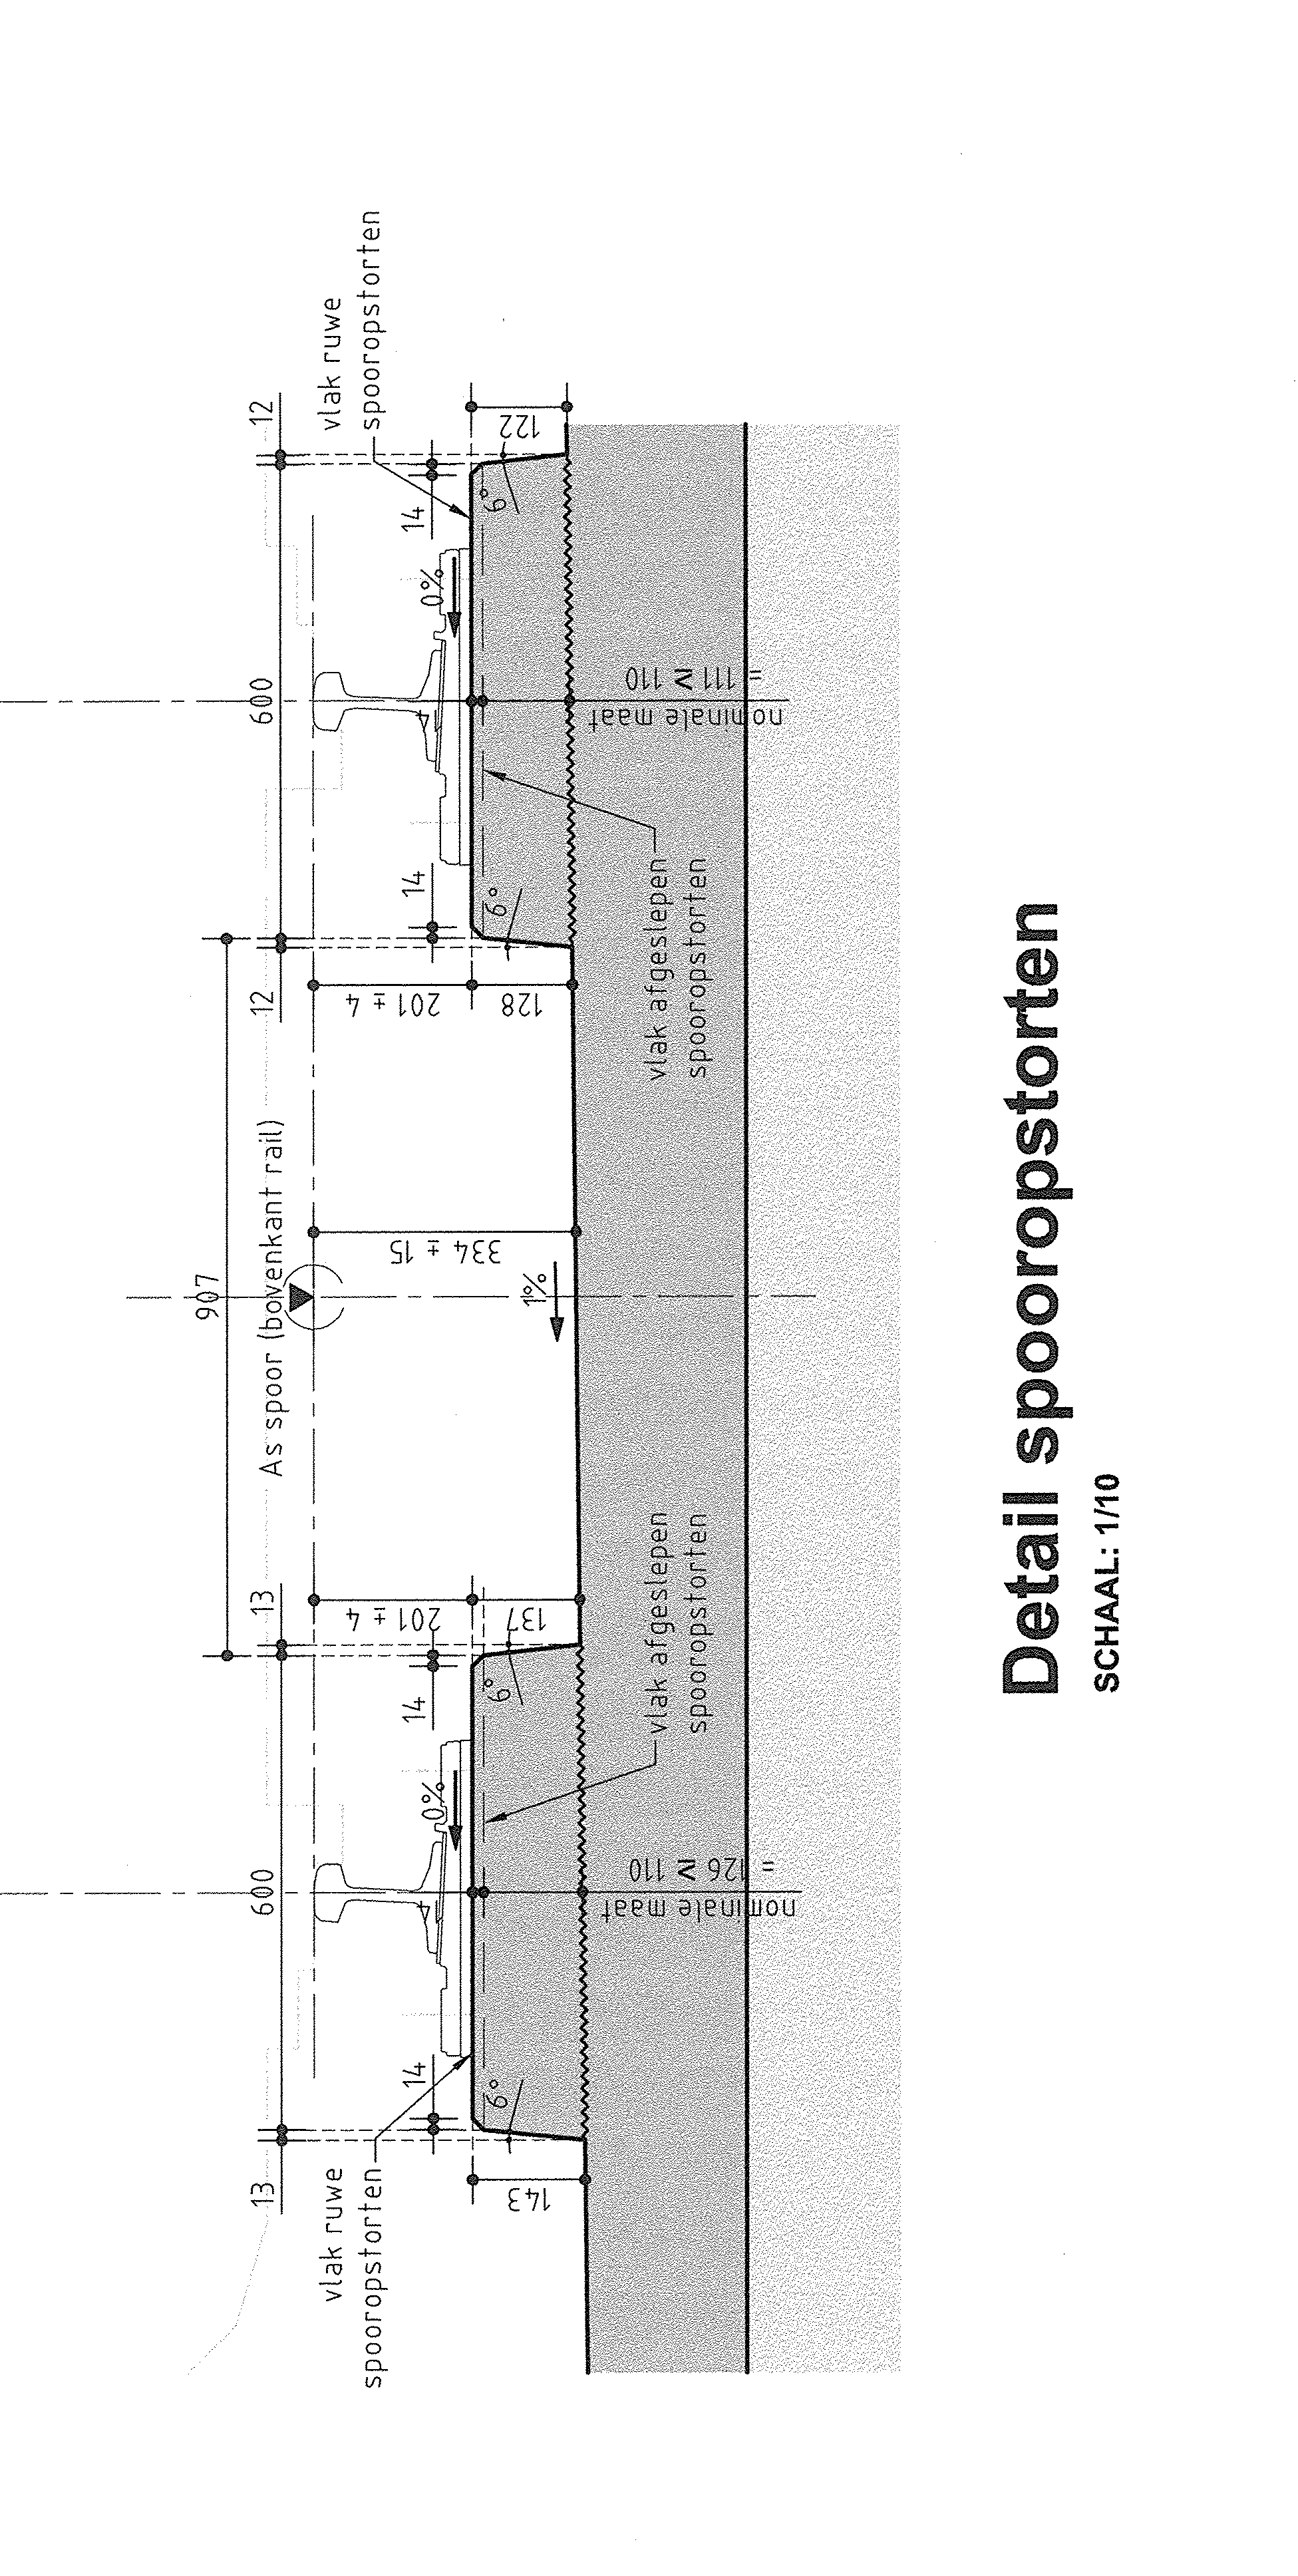 907
13
600
13
As spoor (bovenkant rail)
12
600
12
vlak ruwe
spooropstorten
14
0%
14
201 ± 4
137
143
6°
6°
334 ± 15
1%
201 ± 4
128
14
0%
14
6°
6°
122
vlak ruwe
spooropstorten
nominale maat
= 126 ≥ 110
vlak afgeslepen
spooropstorten
vlak afgeslepen
spooropstorten
nominale maat
= 111 ≥ 110
Detail spooropstorten
SCHAAL: 1/10